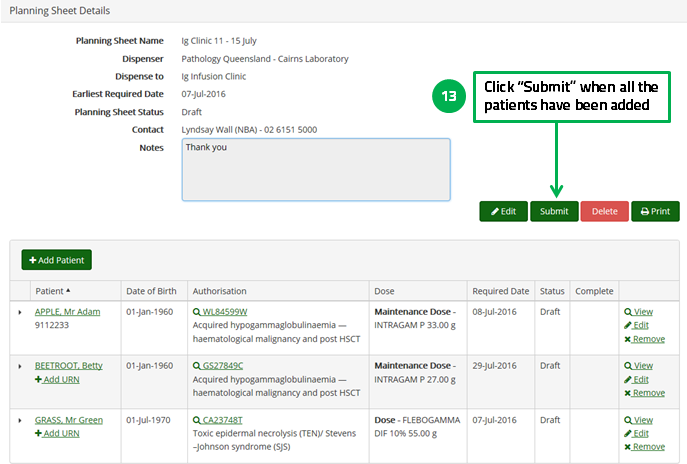 Planning Sheet Details
Planning Sheet Name Ig Clinic 11 - 15 July
Dispenser Pathology Queensland - Cairns Laboratory
Dispense to Ig Infusion Clinic
Earliest Required Date 07-Jul-2016
Planning Sheet Status Draft
Contact Lyndsay Wall (NBA) - 02 6151 5000
Notes Thank you
13 Click “Submit” when all the
patients have been added
Edit Submit Delete Print
Add Patient
Patient Date of Birth Authorisation Dose Required Date Status Complete
APPLE, Mr Adam 01-Jan-1960 WL84599W Maintenance Dose - 08-Jul-2016 Draft View
9112233 Acquired hypogammaglobulinaemia — INTRAGAM P 33.00 g Edit
haematological malignancy and post HSCT Remove
BEETROOT, Betty 01-Jan-1960 GS27849C Maintenance Dose - 29-Jul-2016 Draft View
Add URN Acquired hypogammaglobulinaemia — INTRAGAM P 27.00 g Edit
haematological malignancy and post HSCT Remove
GRASS, Mr Green 01-Jul-1970 CA23748T Dose - FLEBOGAMMA 07-Jul-2016 Draft View
Add URN Toxic epidermal necrolysis (TEN)/ Stevens DIF 10% 55.00 g Edit
–Johnson syndrome (SJS) Remove